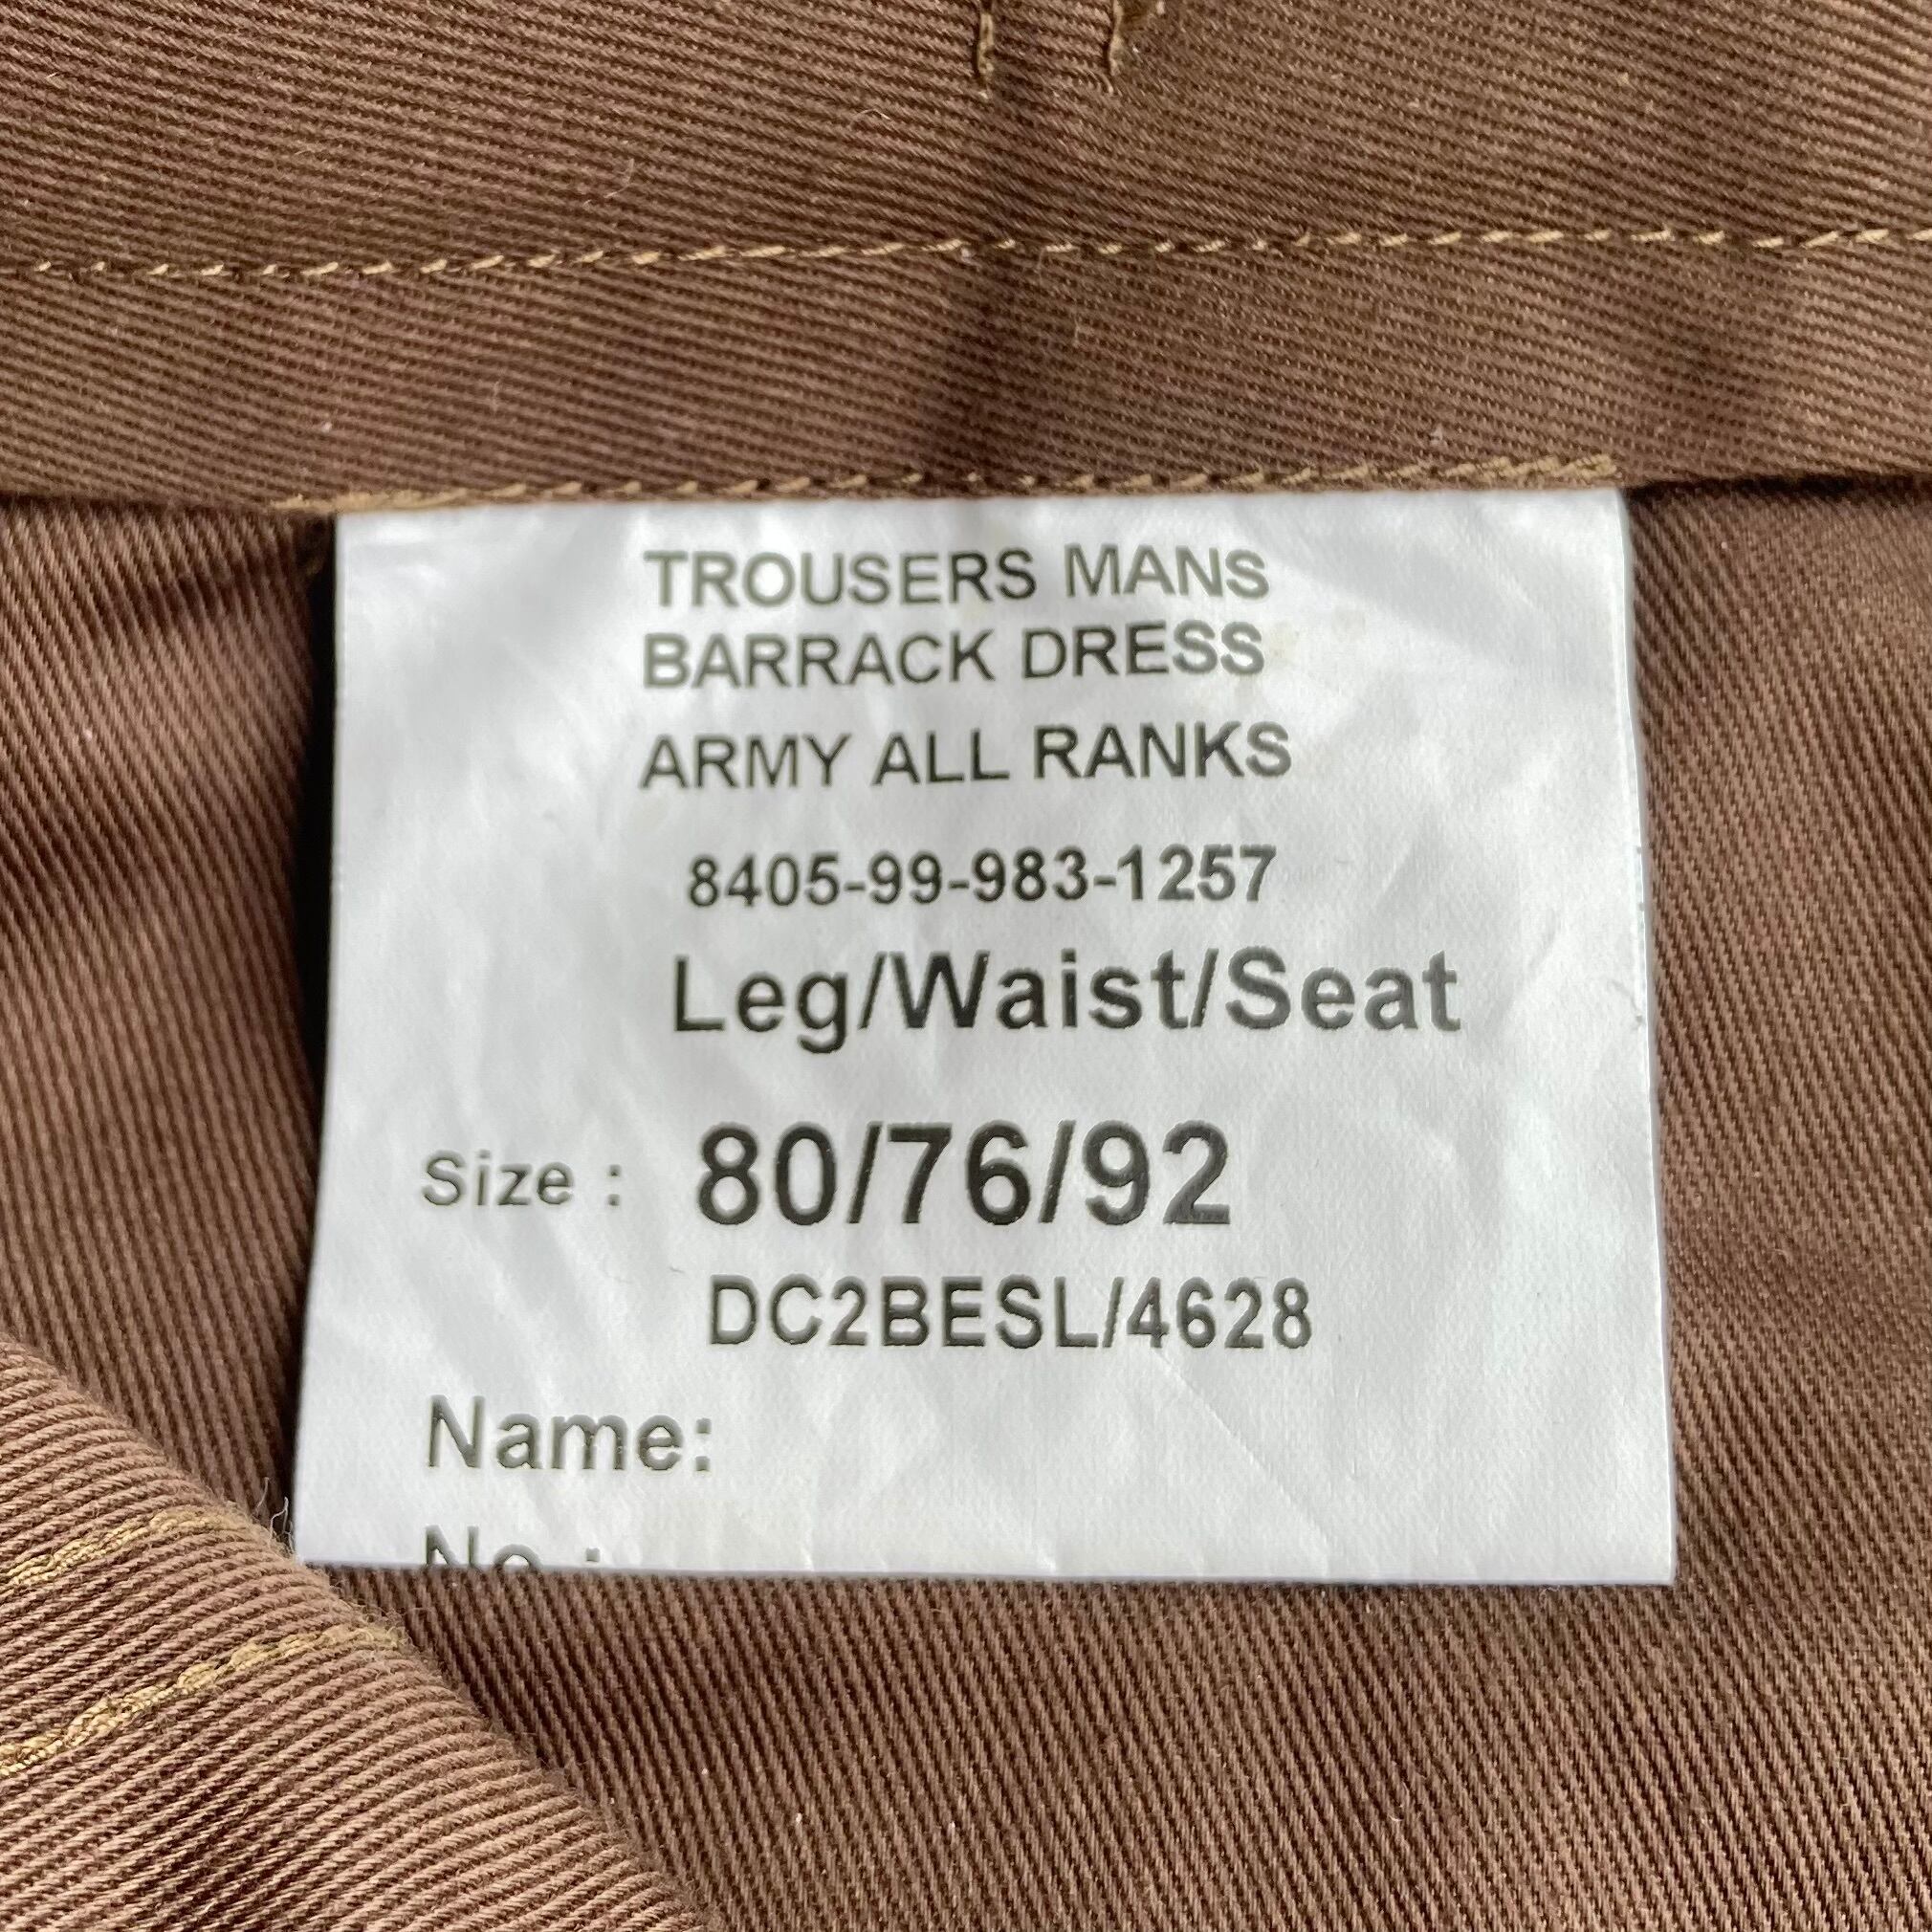 TROUSERS MANS
BARRACK DRESS
ARMY ALL RANKS
8405-99-983-1257
Leg/Waist/Seat
Size : 80/76/92
DC2BESL/4628
Name:
No :